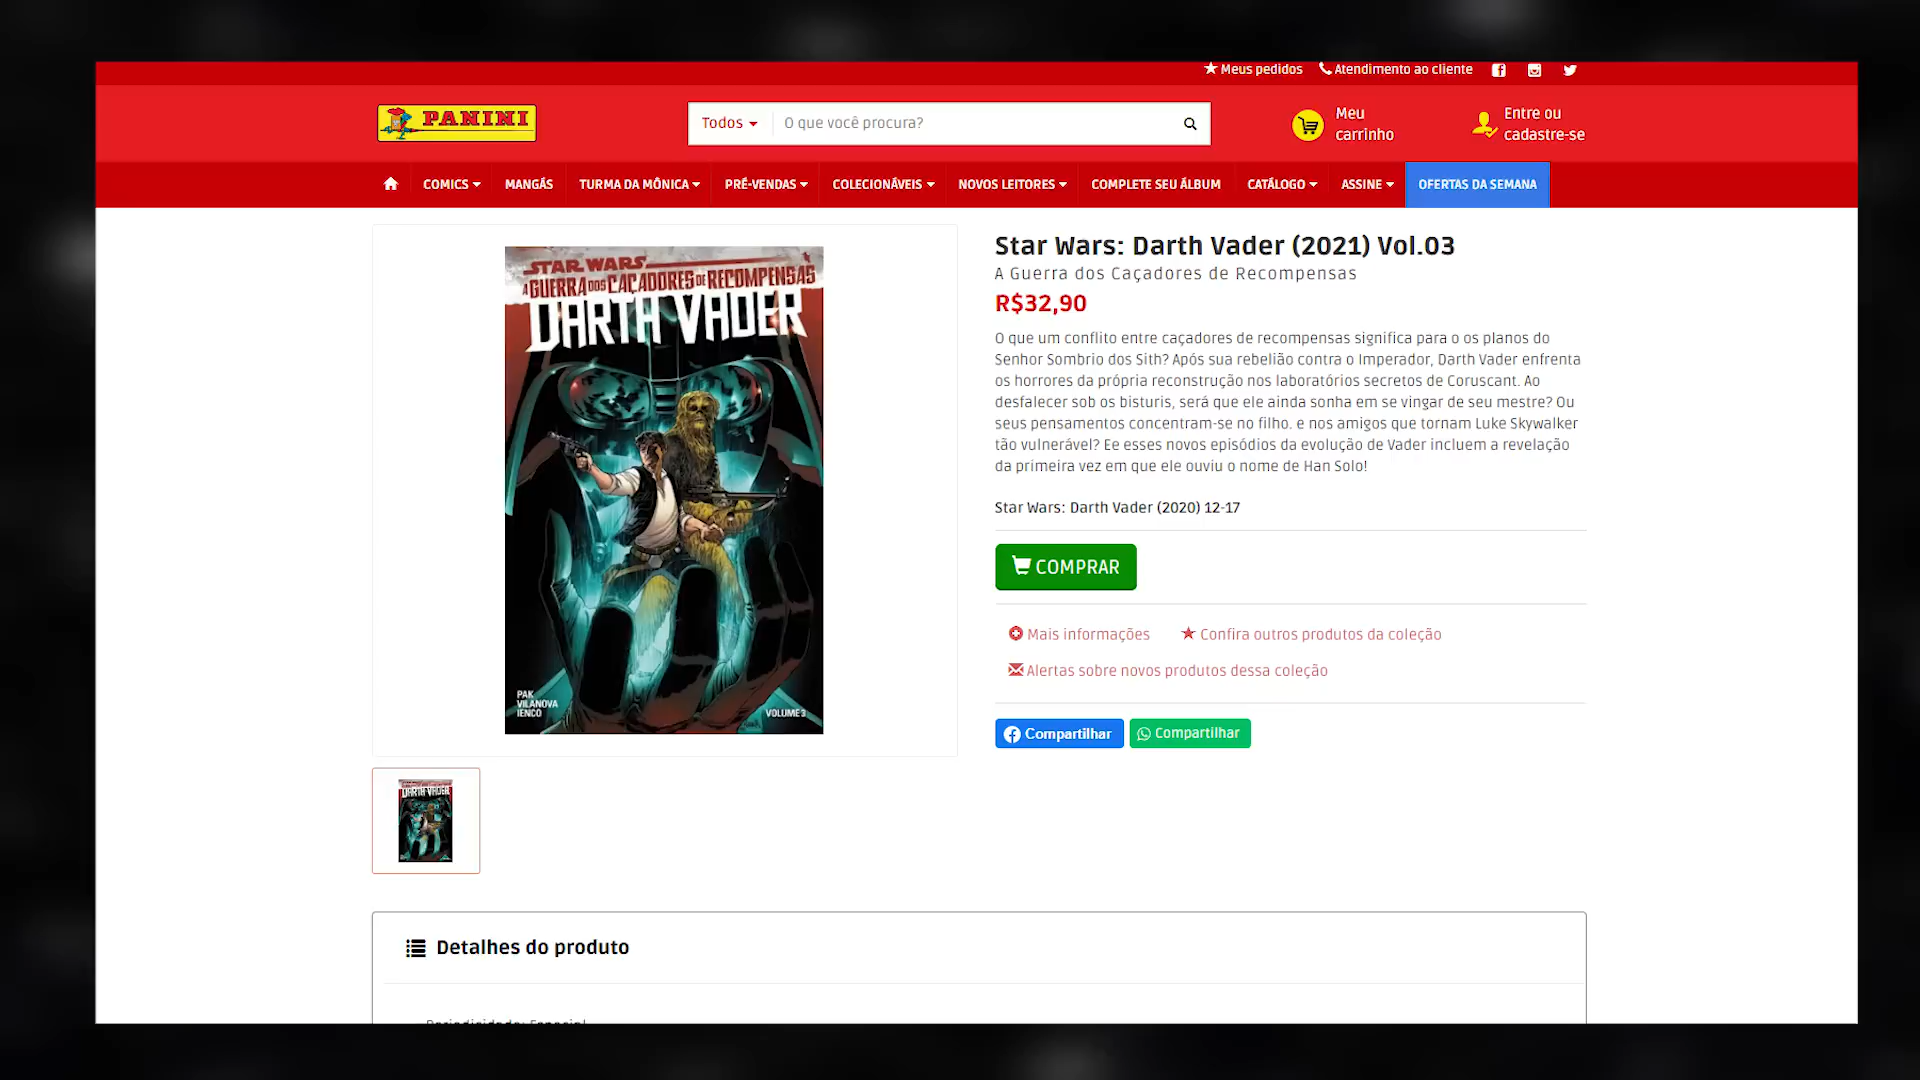 Meus pedidos Atendimento ao cliente
PANINI
Todos O que você procura?
Meu
carrinho
Entre ou
cadastre-se
COMICS MANGÁS TURMA DA MÔNICA PRÉ-VENDAS COLECIONÁVEIS NOVOS LEITORES COMPLETE SEU ÁLBUM CATÁLOGO ASSINE OFERTAS DA SEMANA
STAR WARS
A GUERRA DOS CAÇADORES DE RECOMPENSAS
DARTH VADER
PAK
VILANOVA
IENCO
VOLUME 3
Star Wars: Darth Vader (2021) Vol.03
A Guerra dos Caçadores de Recompensas
R$32,90
O que um conflito entre caçadores de recompensas significa para o os planos do
Senhor Sombrio dos Sith? Após sua rebelião contra o Imperador, Darth Vader enfrenta
os horrores da própria reconstrução nos laboratórios secretos de Coruscant. Ao
desfalecer sob os bisturis, será que ele ainda sonha em se vingar de seu mestre? Ou
seus pensamentos concentram-se no filho. e nos amigos que tornam Luke Skywalker
tão vulnerável? Ee esses novos episódios da evolução de Vader incluem a revelação
da primeira vez em que ele ouviu o nome de Han Solo!
Star Wars: Darth Vader (2020) 12-17
COMPRAR
Mais informações Confira outros produtos da coleção
Alertas sobre novos produtos dessa coleção
Compartilhar Compartilhar
DARTH VADER
Detalhes do produto